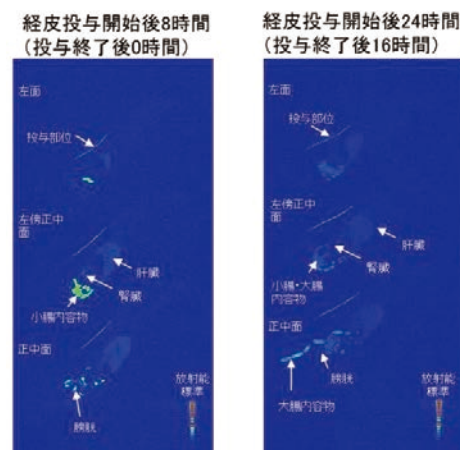 経皮投与開始後8時間
(投与終了後0時間)
左面
投与部位
左傍正中
面
肝臓
腎臓
小腸内容物
正中面
放射能
標準
膀胱
経皮投与開始後24時間
(投与終了後16時間)
左面
投与部位
左傍正中
面
肝臓
腎臓
小腸・大腸
内容物
正中面
膀胱
放射能
標準
大腸内容物